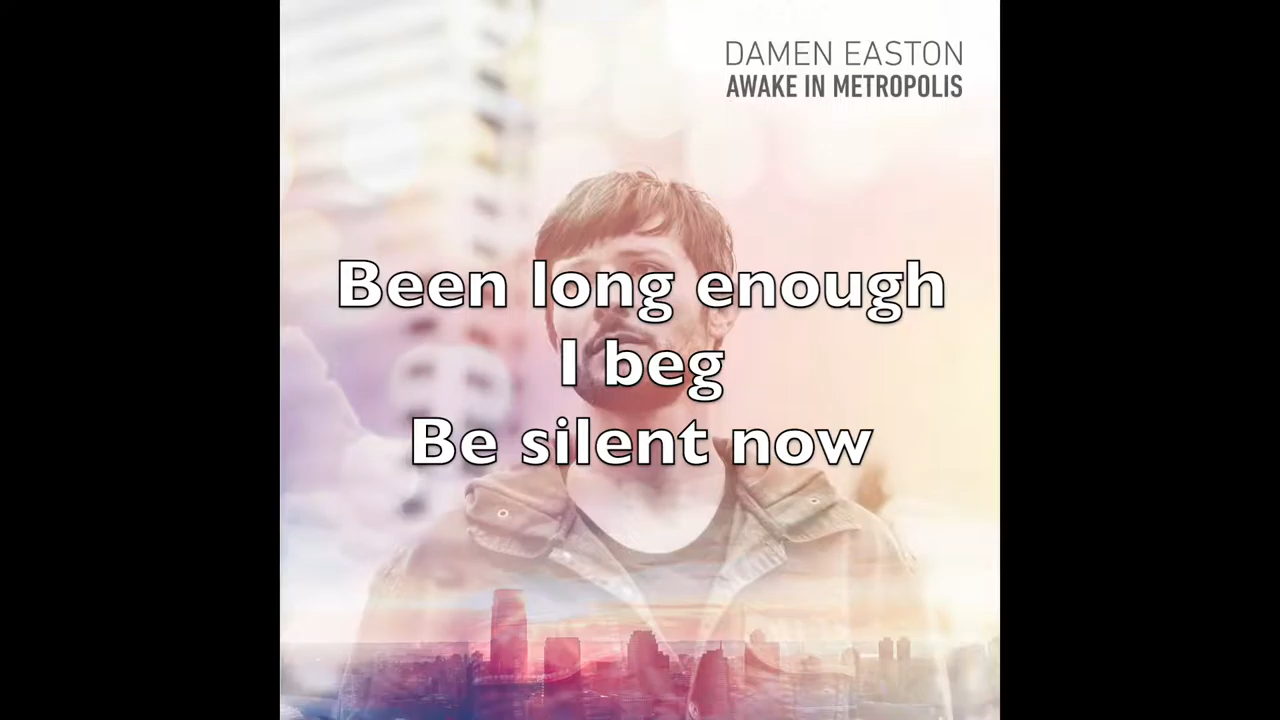 DAMEN EASTON
AWAKE IN METROPOLIS
Been long enough
I beg
Be silent now